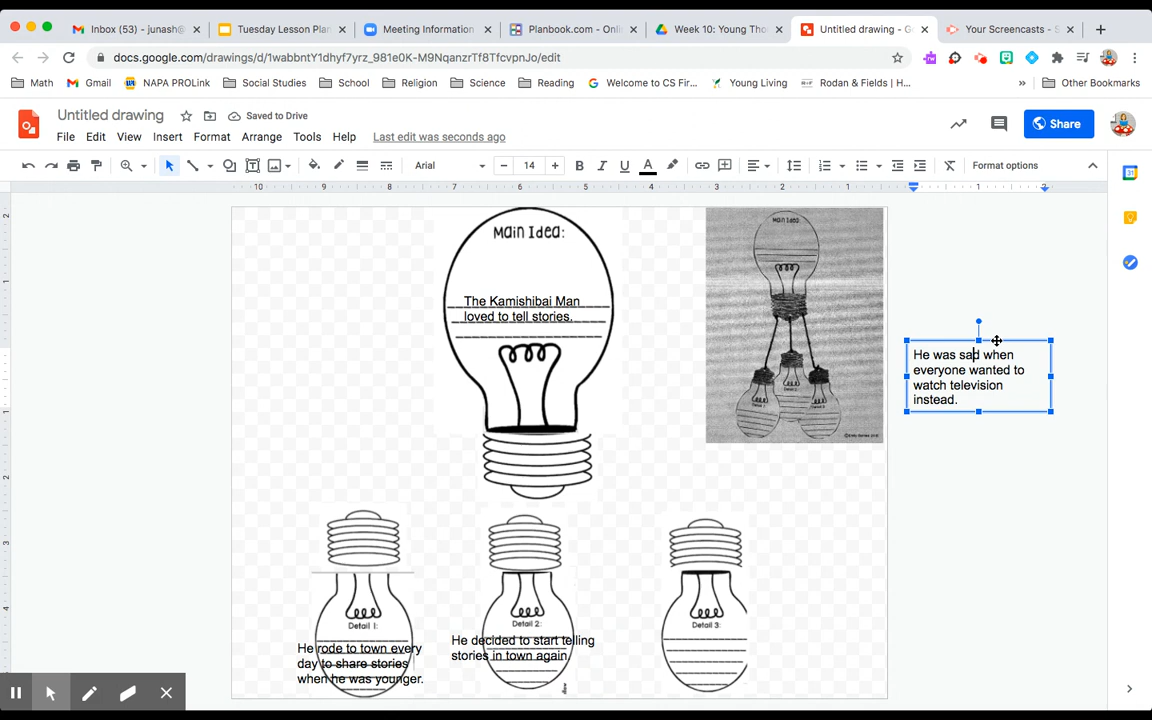 Inbox (53) - junash@
Tuesday Lesson Plan
Meeting Information
Planbook.com - Onli
Week 10: Young Tho
Untitled drawing - G
Your Screencasts - S
docs.google.com/drawings/d/1wabbntY1dhyf7yrz_981e0K-M9NqanzrTf8TfcvpnJo/edit
Math
Gmail
NAPA PROLink
Social Studies
School
Religion
Science
Reading
Welcome to CS Fir...
Young Living
Rodan & Fields | H...
Other Bookmarks
Untitled drawing
Saved to Drive
File Edit View Insert Format Arrange Tools Help Last edit was seconds ago
Share
Arial
14
Format options
Main Idea:
The Kamishibai Man
loved to tell stories.
Main Idea:
He was sad when
everyone wanted to
watch television
instead.
Detail 1:
He rode to town every
day to share stories
when he was younger.
Detail 2:
He decided to start telling
stories in town again
Detail 3: